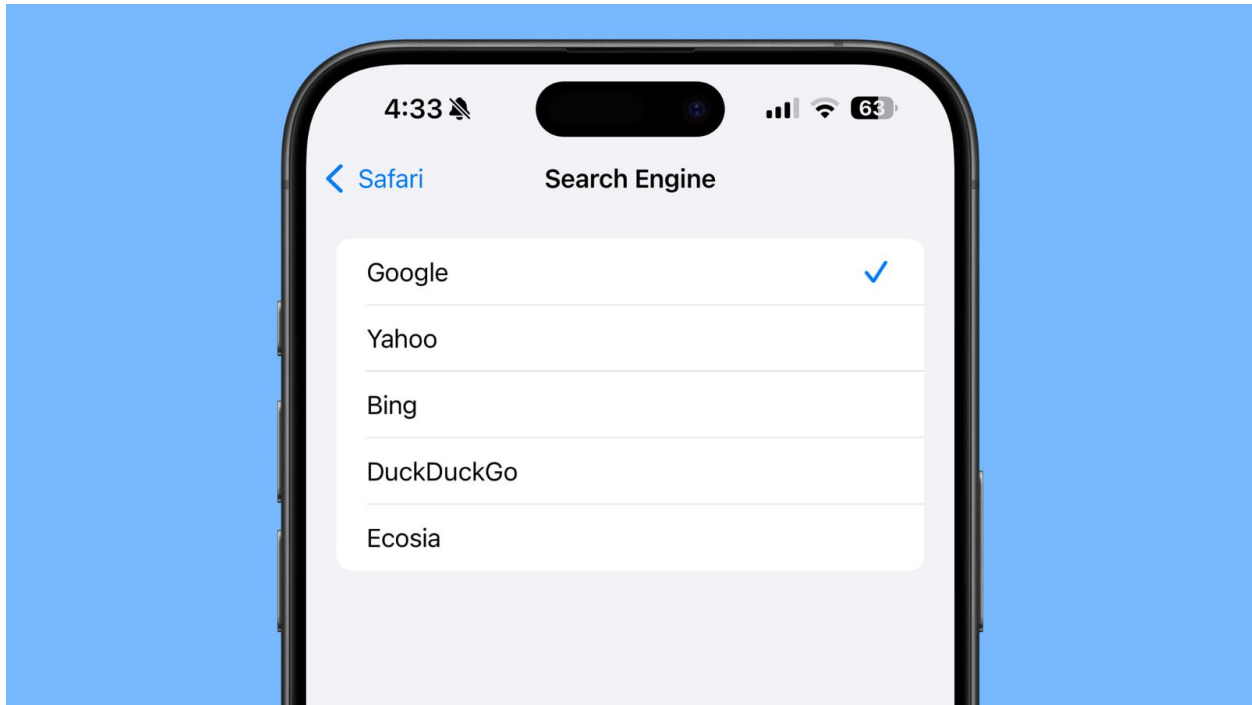 4:33
63
Safari
Search Engine
Google
Yahoo
Bing
DuckDuckGo
Ecosia